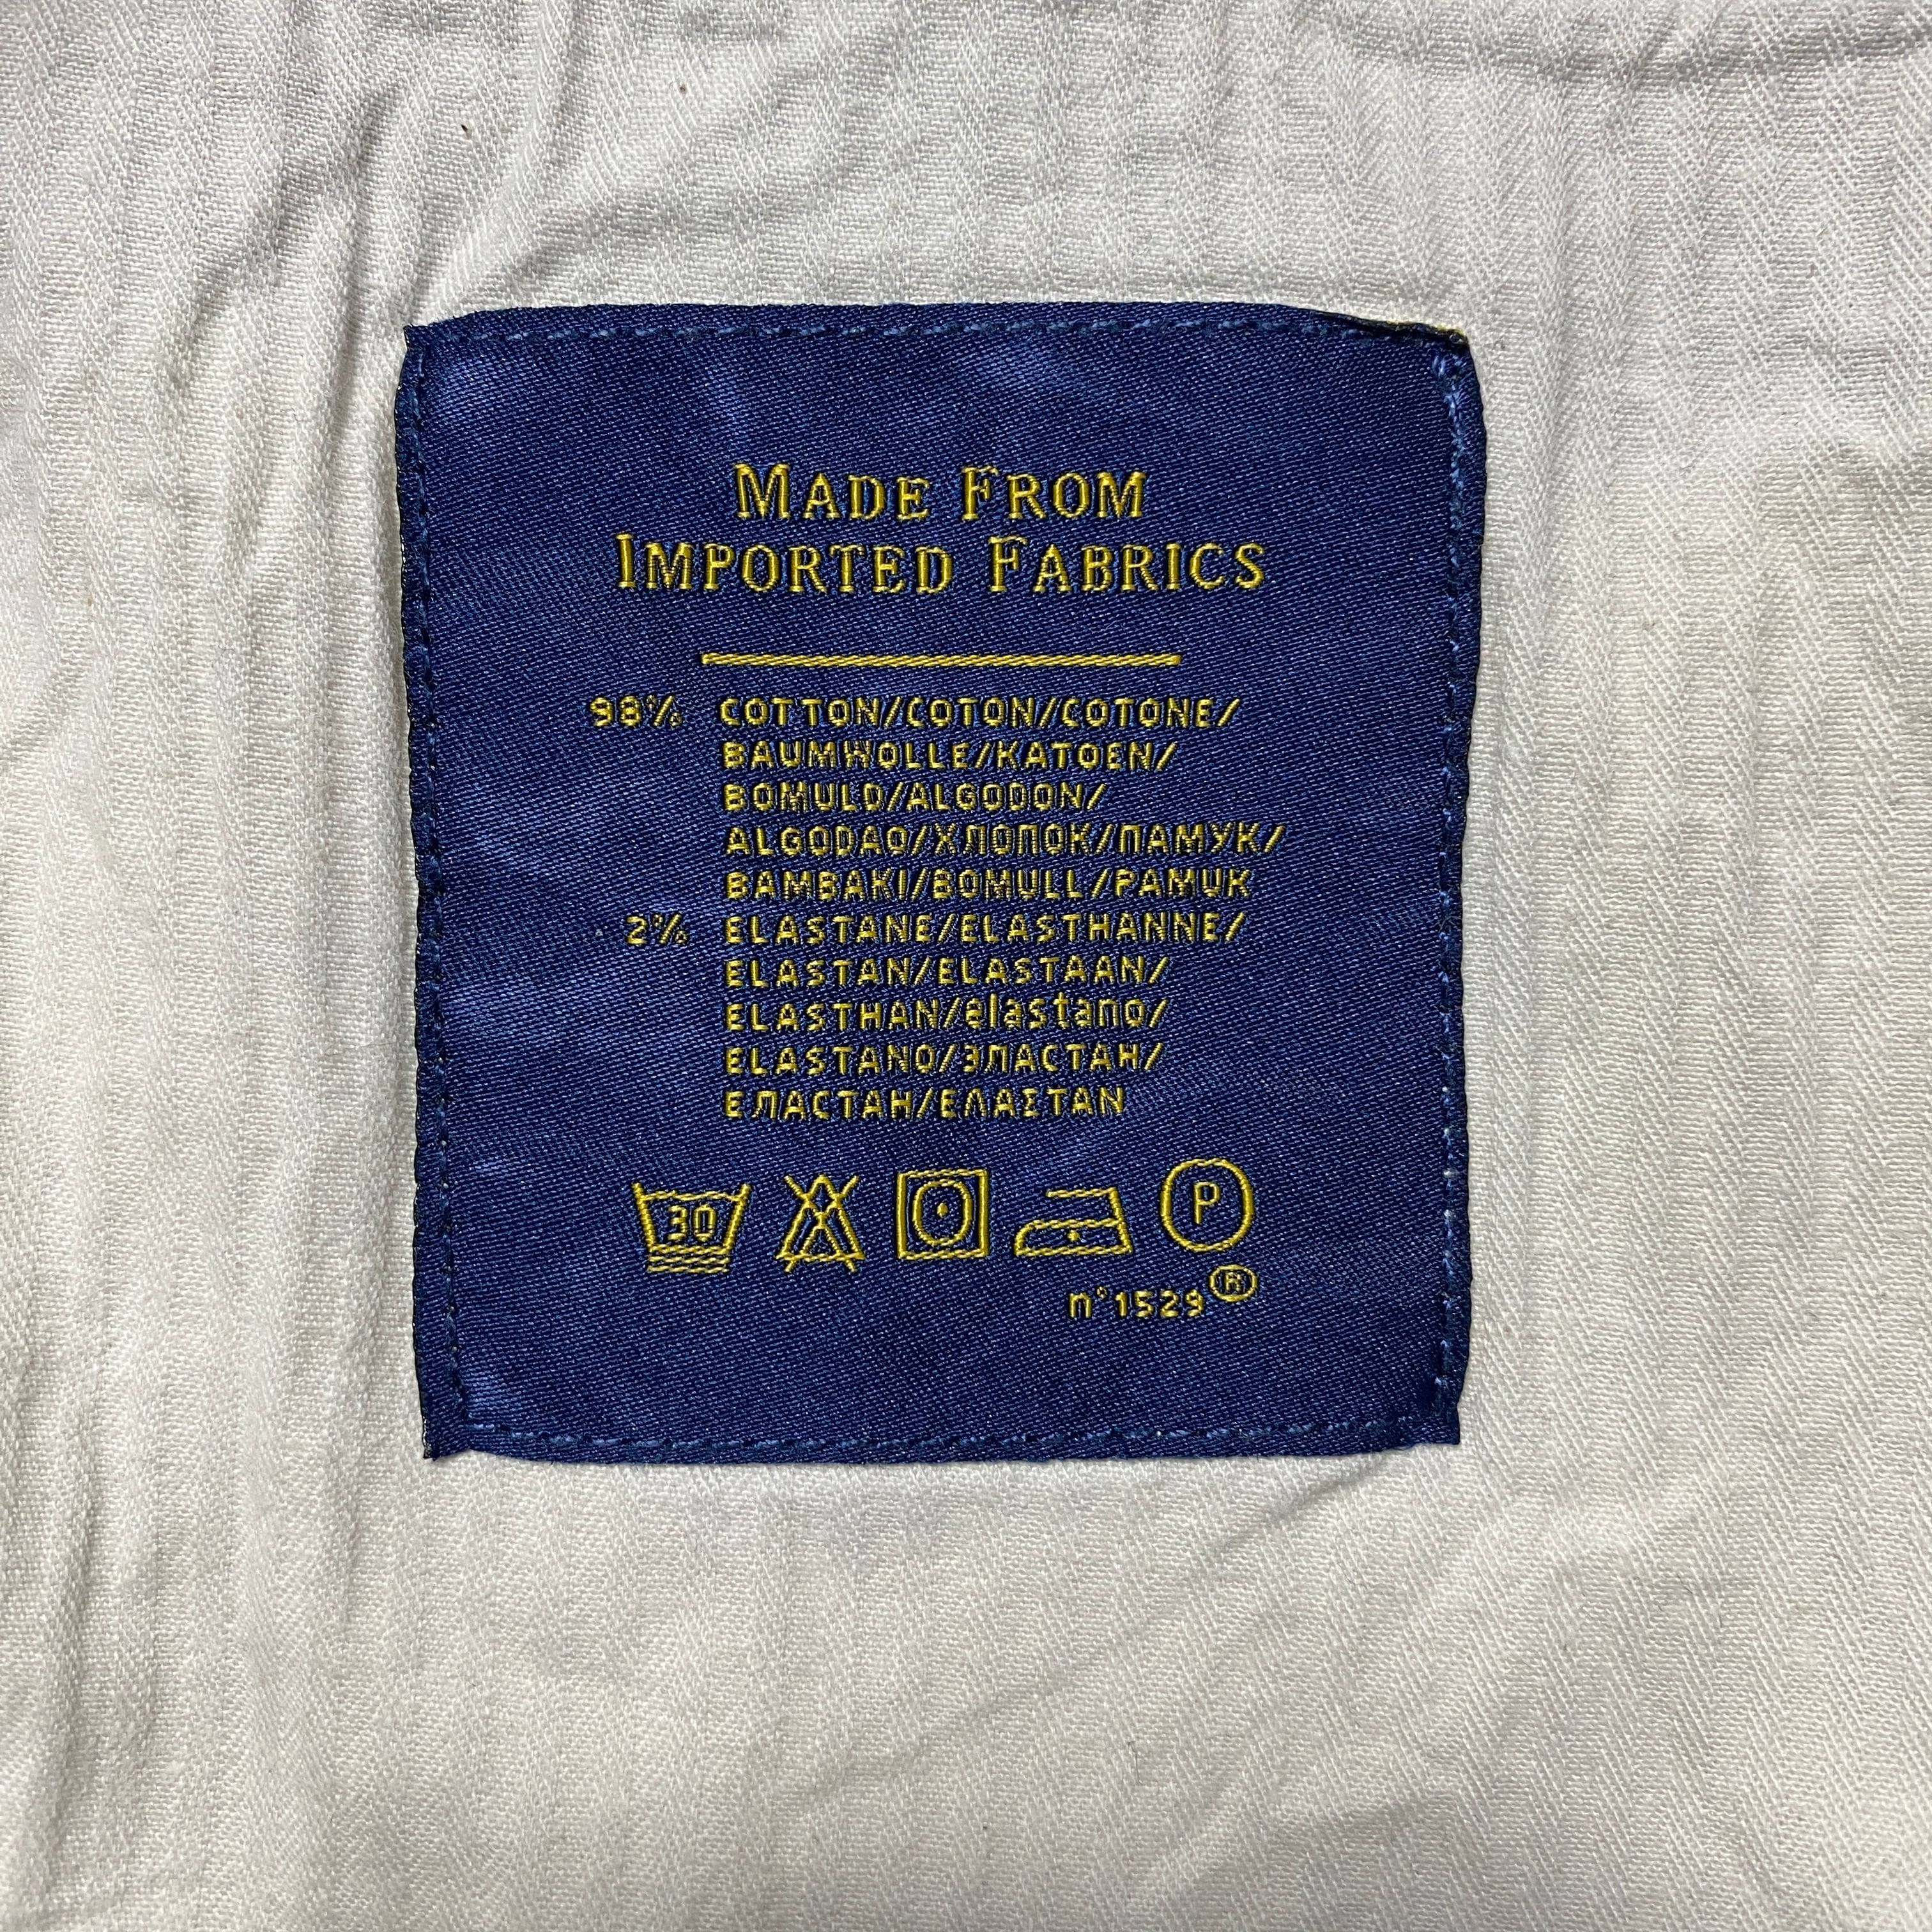 MADE FROM
IMPORTED FABRICS
98% COTTON/COTON/COTONE/
BAUMWOLLE/KATOEN/
BOMULD/ALGODON/
ALGODAO/ХЛОПОК/ПАМУК/
BAMBAKI/BOMULL/PAMUK
2% ELASTANE/ELASTHANNE/
ELASTAN/ELASTAAN/
ELASTHAN/elastano/
ELASTANO/ЭЛАСТАН/
ЕЛАСТАН/ΕΛΑΣΤΑΝ
30 P
n°1529®